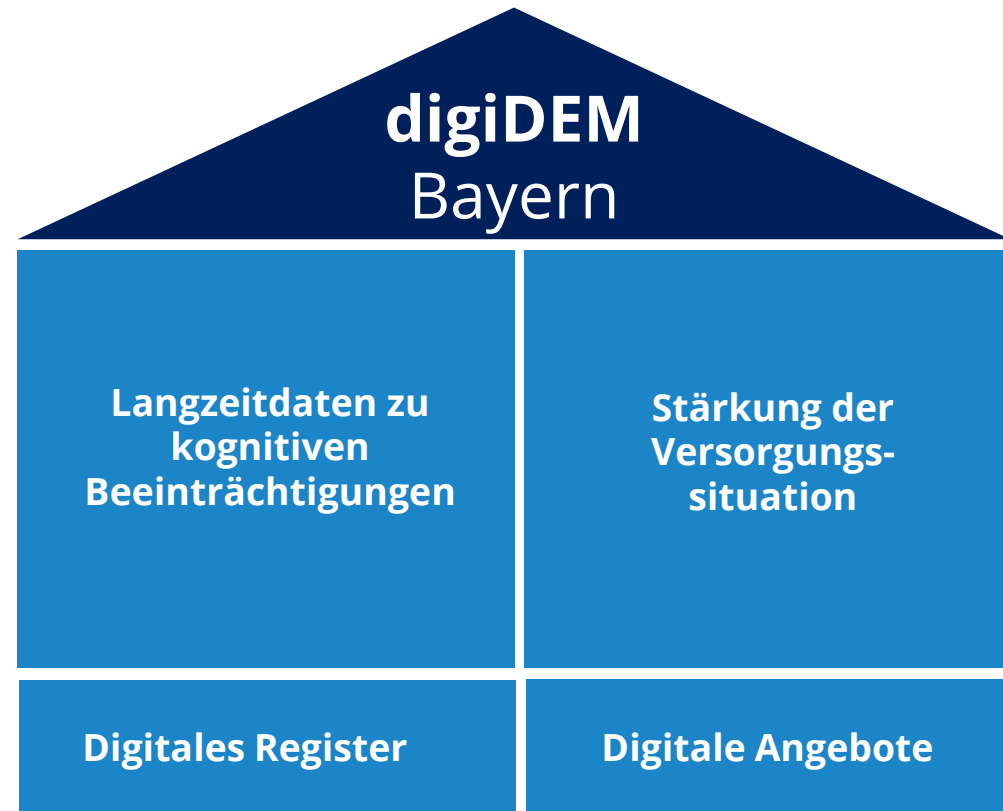 digiDEM
Bayern
Langzeitdaten zu
kognitiven
Beeinträchtigungen
Stärkung der
Versorgungs-
situation
Digitales Register
Digitale Angebote